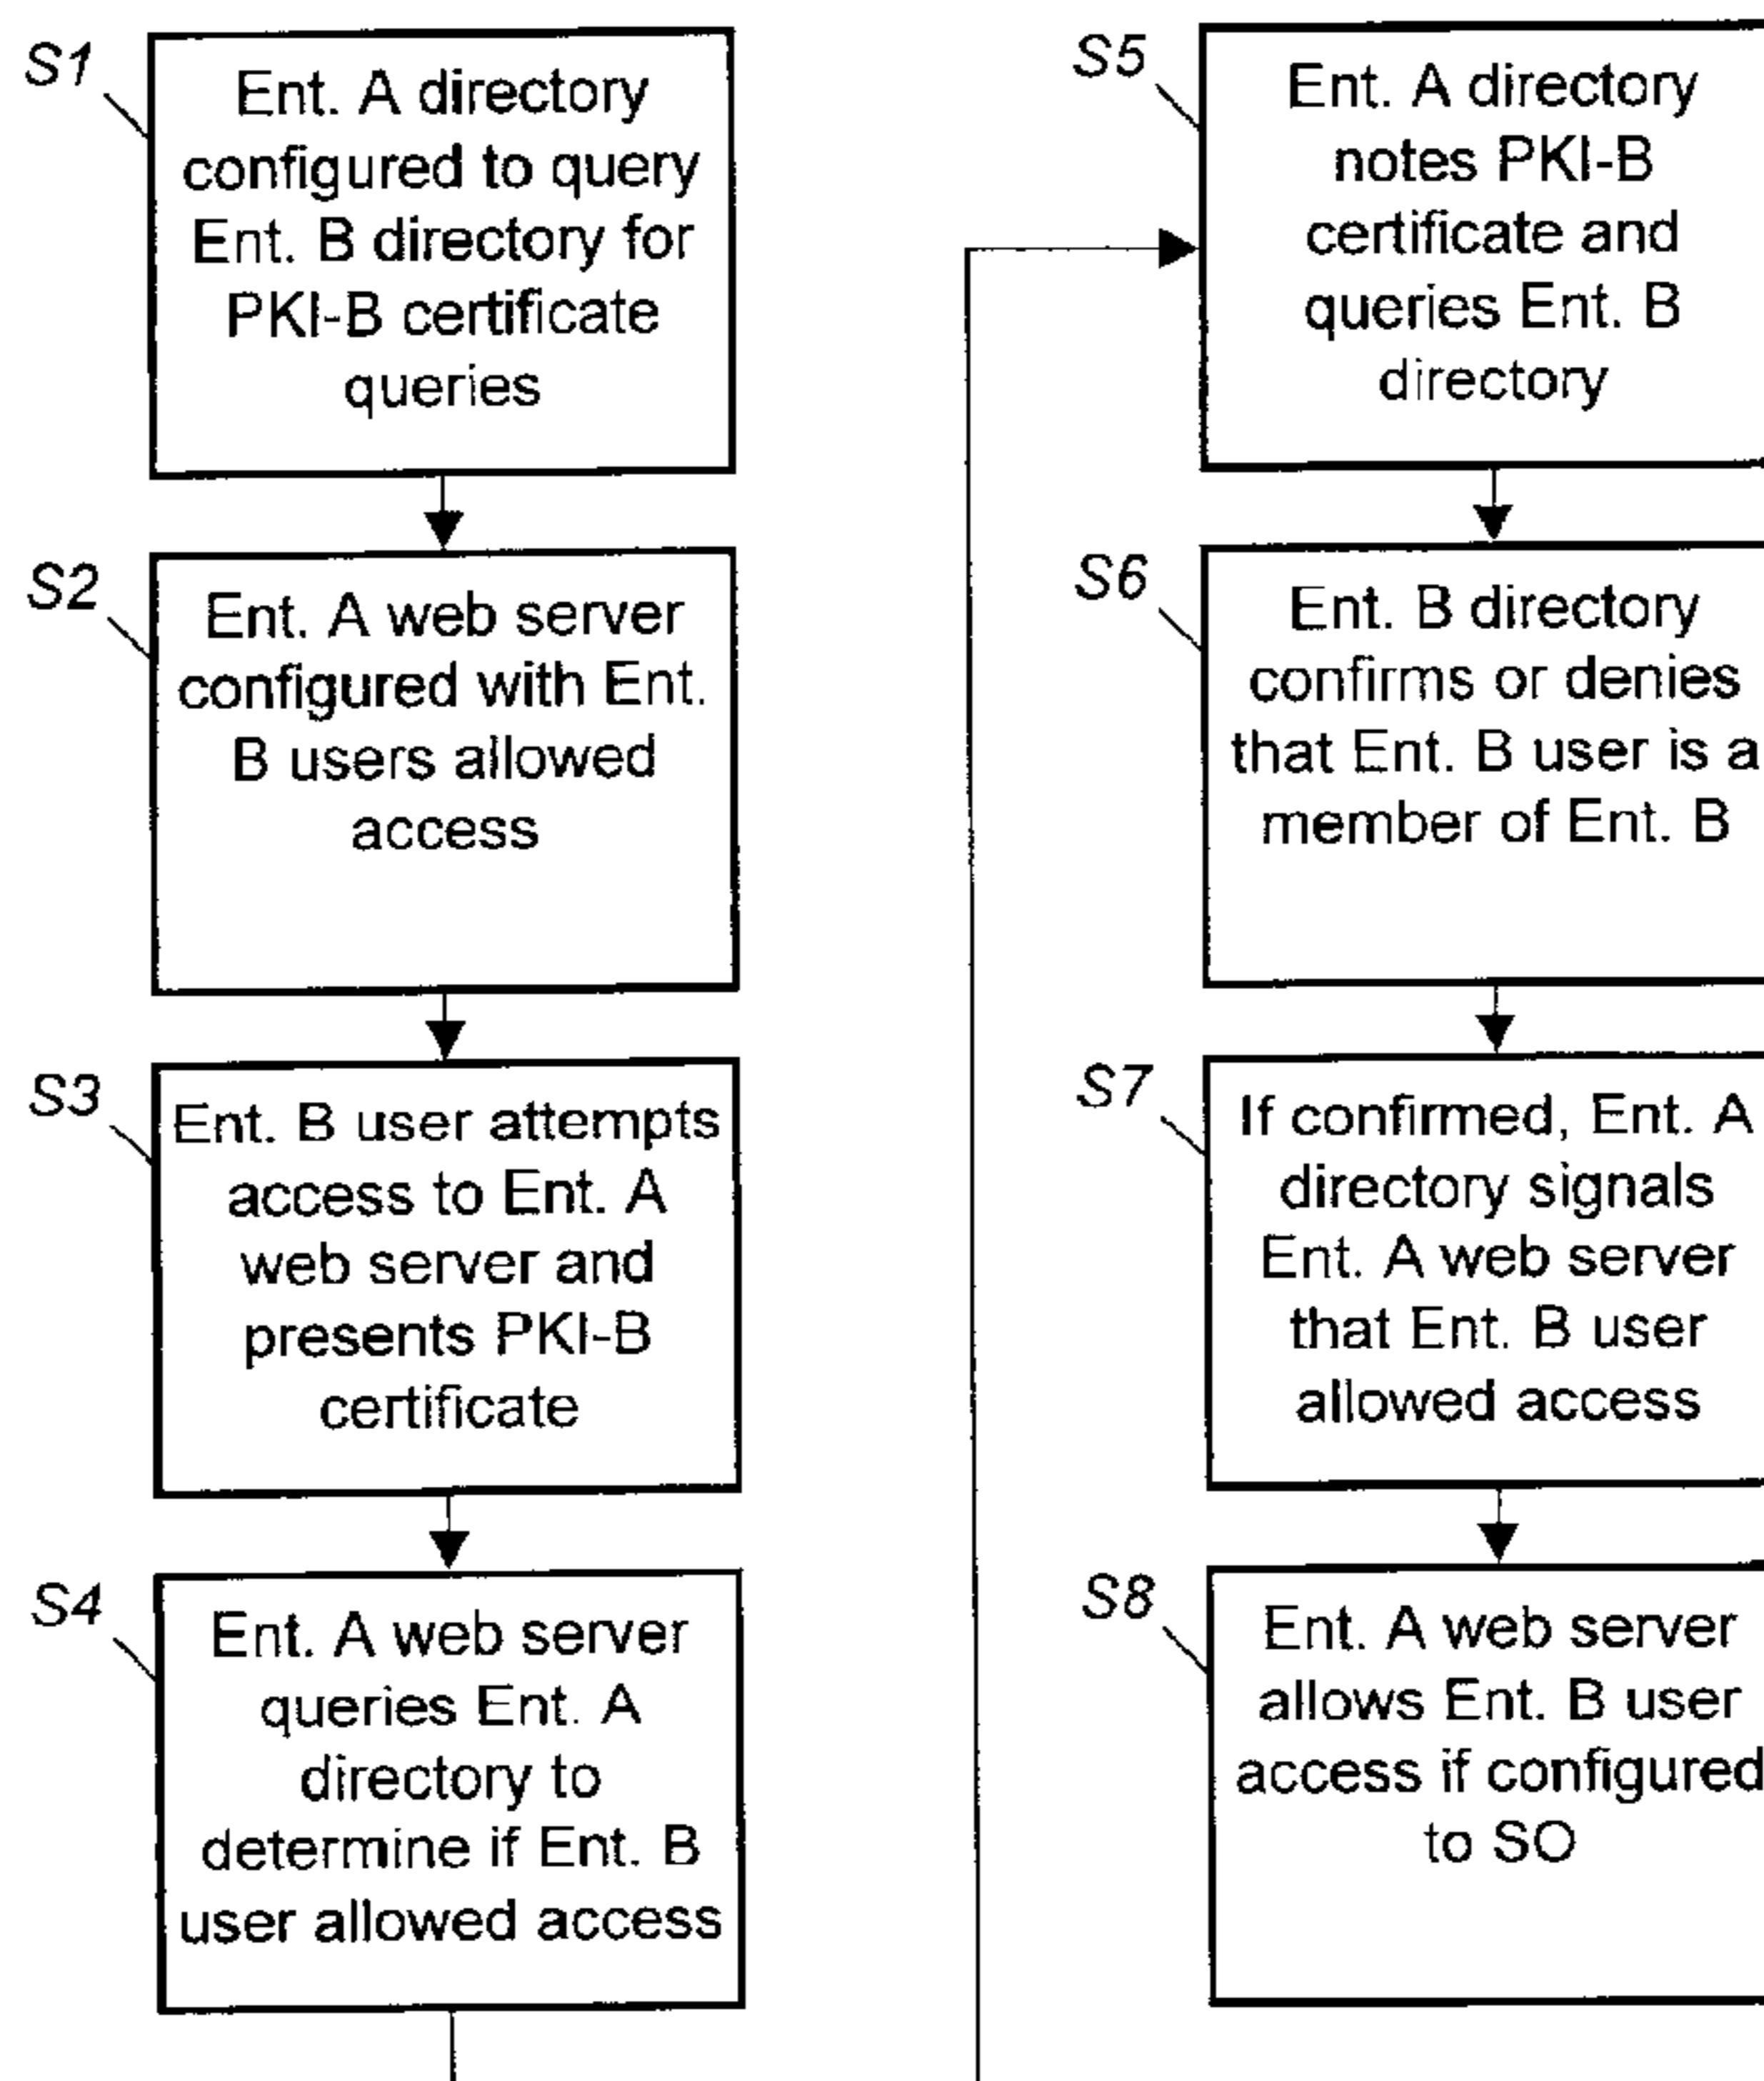 S1
Ent. A directory
configured to query
Ent. B directory for
PKI-B certificate
queries
S2
Ent. A web server
configured with Ent.
B users allowed
access
S3
Ent. B user attempts
access to Ent. A
web server and
presents PKI-B
certificate
S4
Ent. A web server
queries Ent. A
directory to
determine if Ent. B
user allowed access
S5
Ent. A directory
notes PKI-B
certificate and
queries Ent. B
directory
S6
Ent. B directory
confirms or denies
that Ent. B user is a
member of Ent. B
S7
If confirmed, Ent. A
directory signals
Ent. A web server
that Ent. B user
allowed access
S8
Ent. A web server
allows Ent. B user
access if configured
to SO